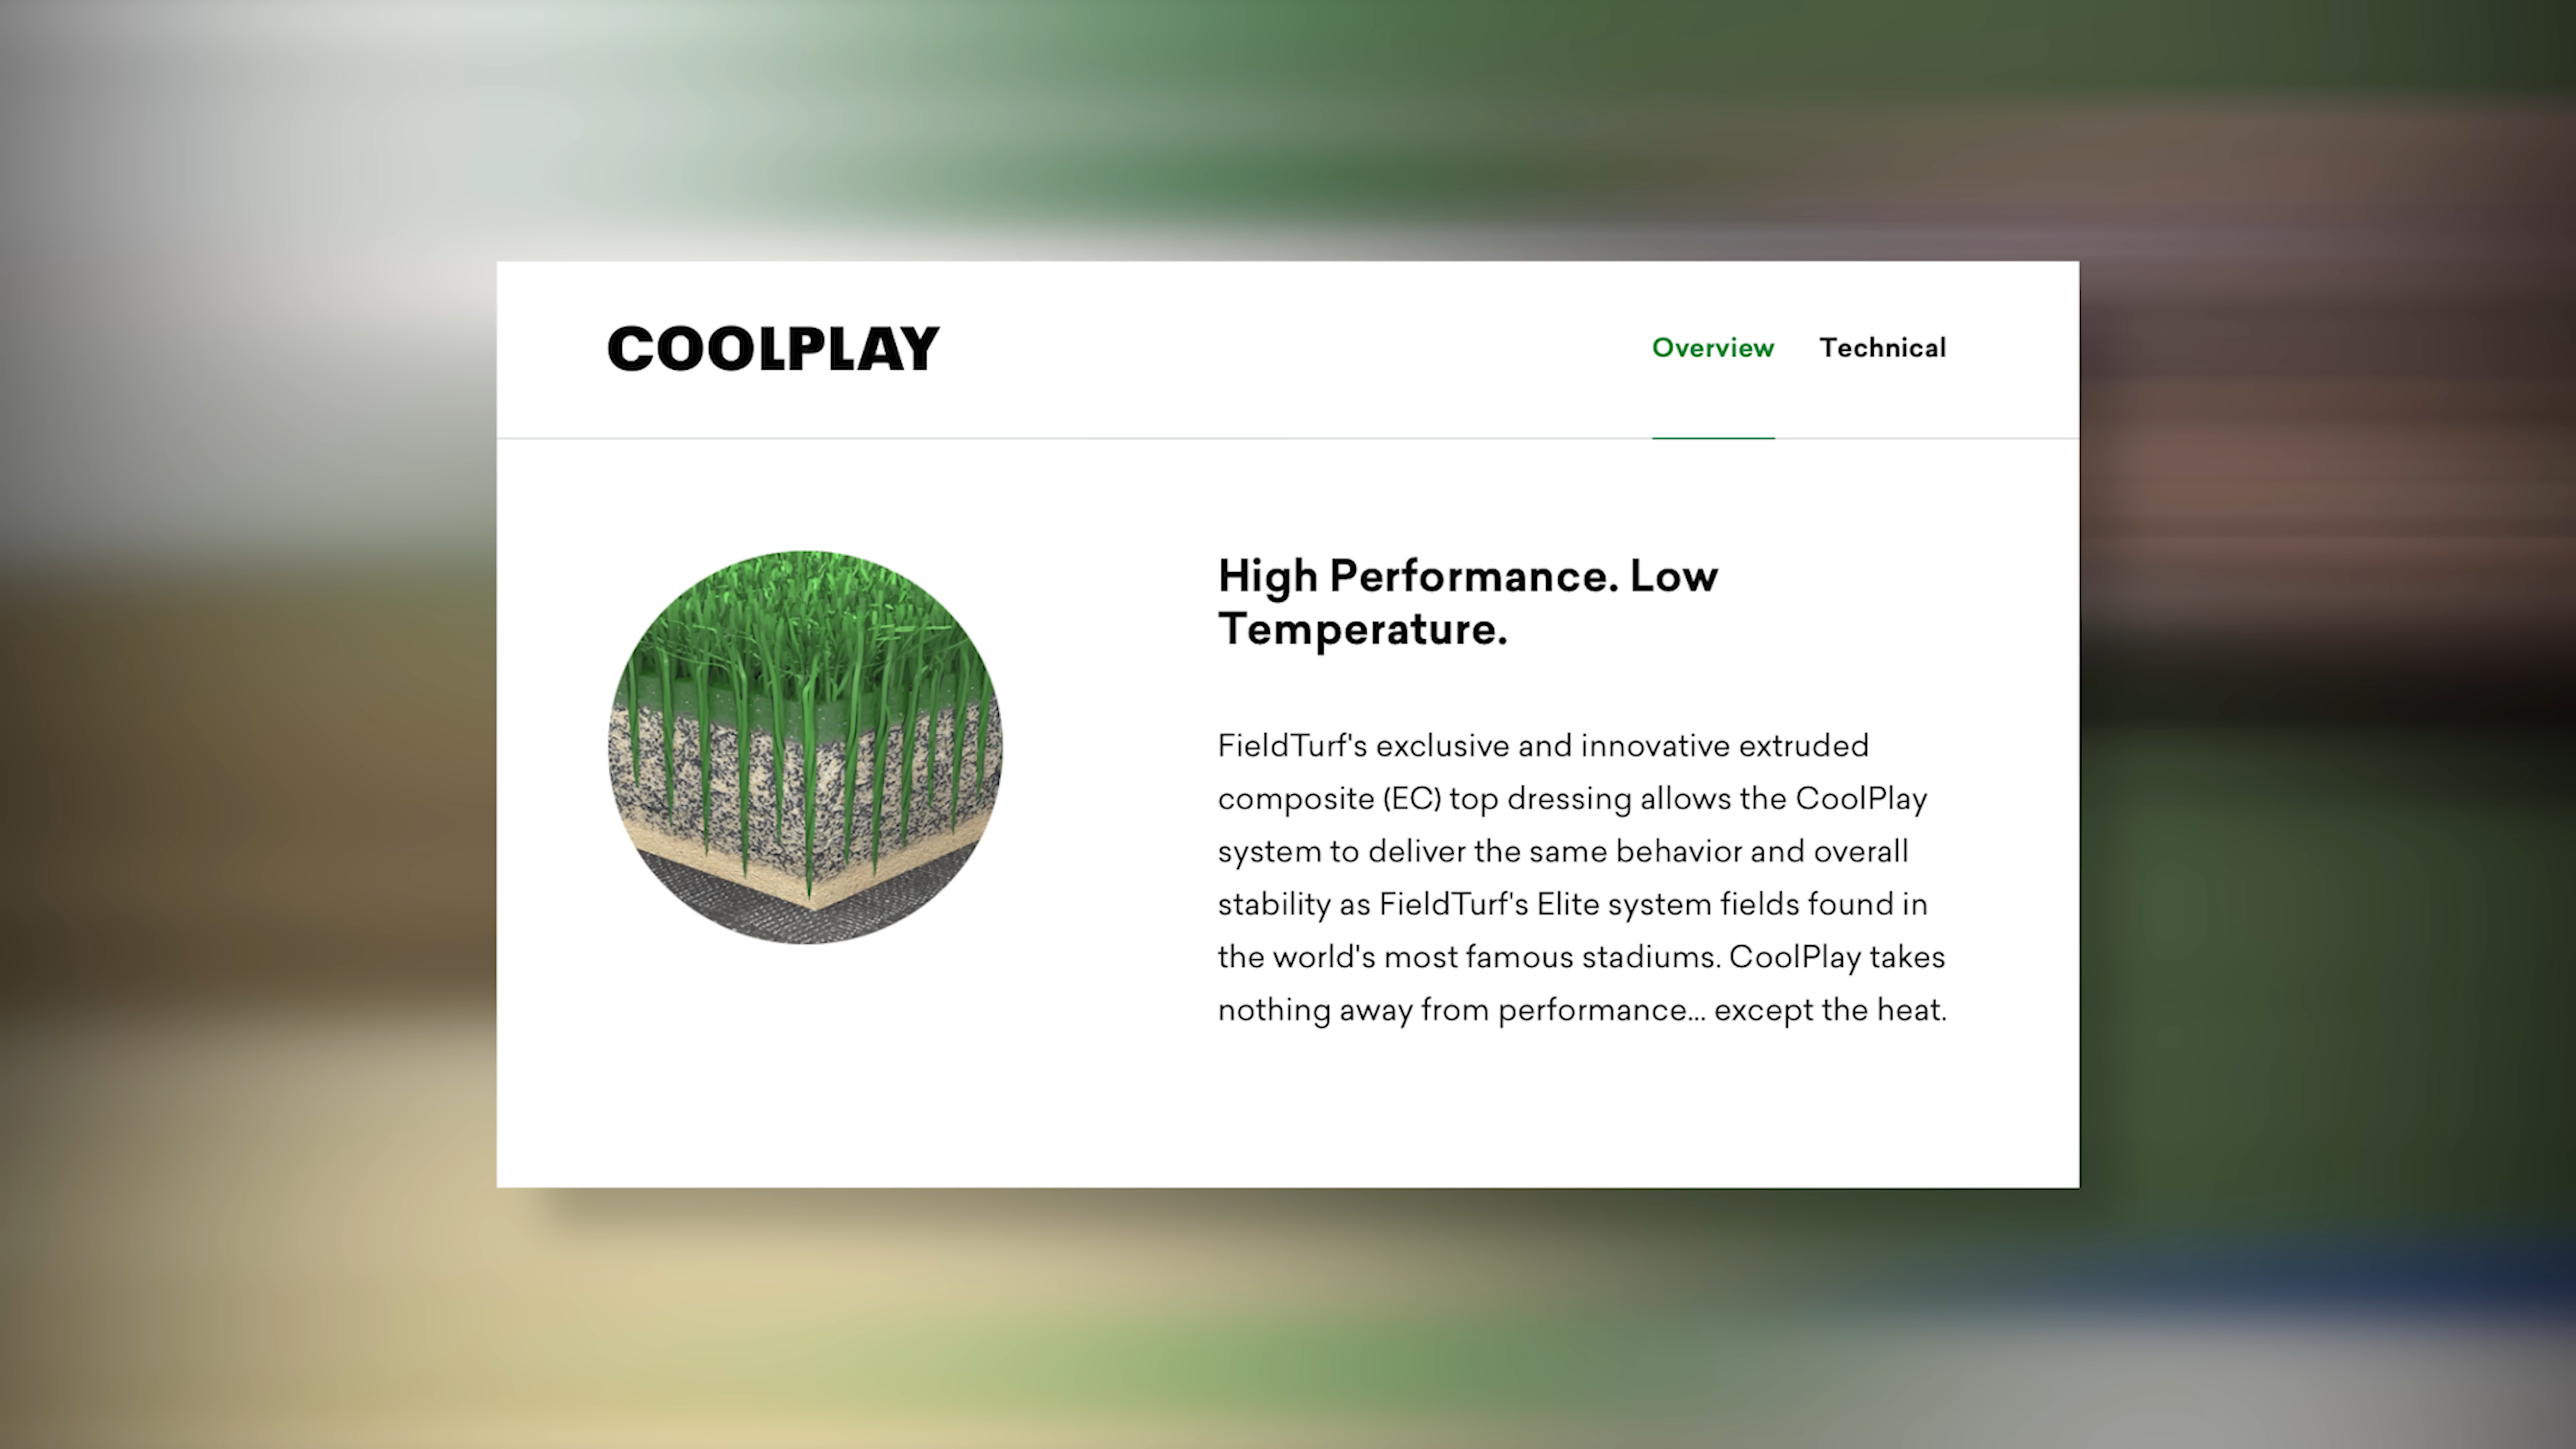 COOLPLAY
Overview
Technical
High Performance. Low
Temperature.
FieldTurf's exclusive and innovative extruded
composite (EC) top dressing allows the CoolPlay
system to deliver the same behavior and overall
stability as FieldTurf's Elite system fields found in
the world's most famous stadiums. CoolPlay takes
nothing away from performance... except the heat.